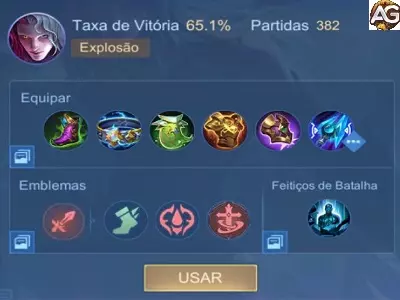 Taxa de Vitória 65.1% Partidas 382
AG
Explosão
Equipar
Emblemas
Feitiços de Batalha
USAR